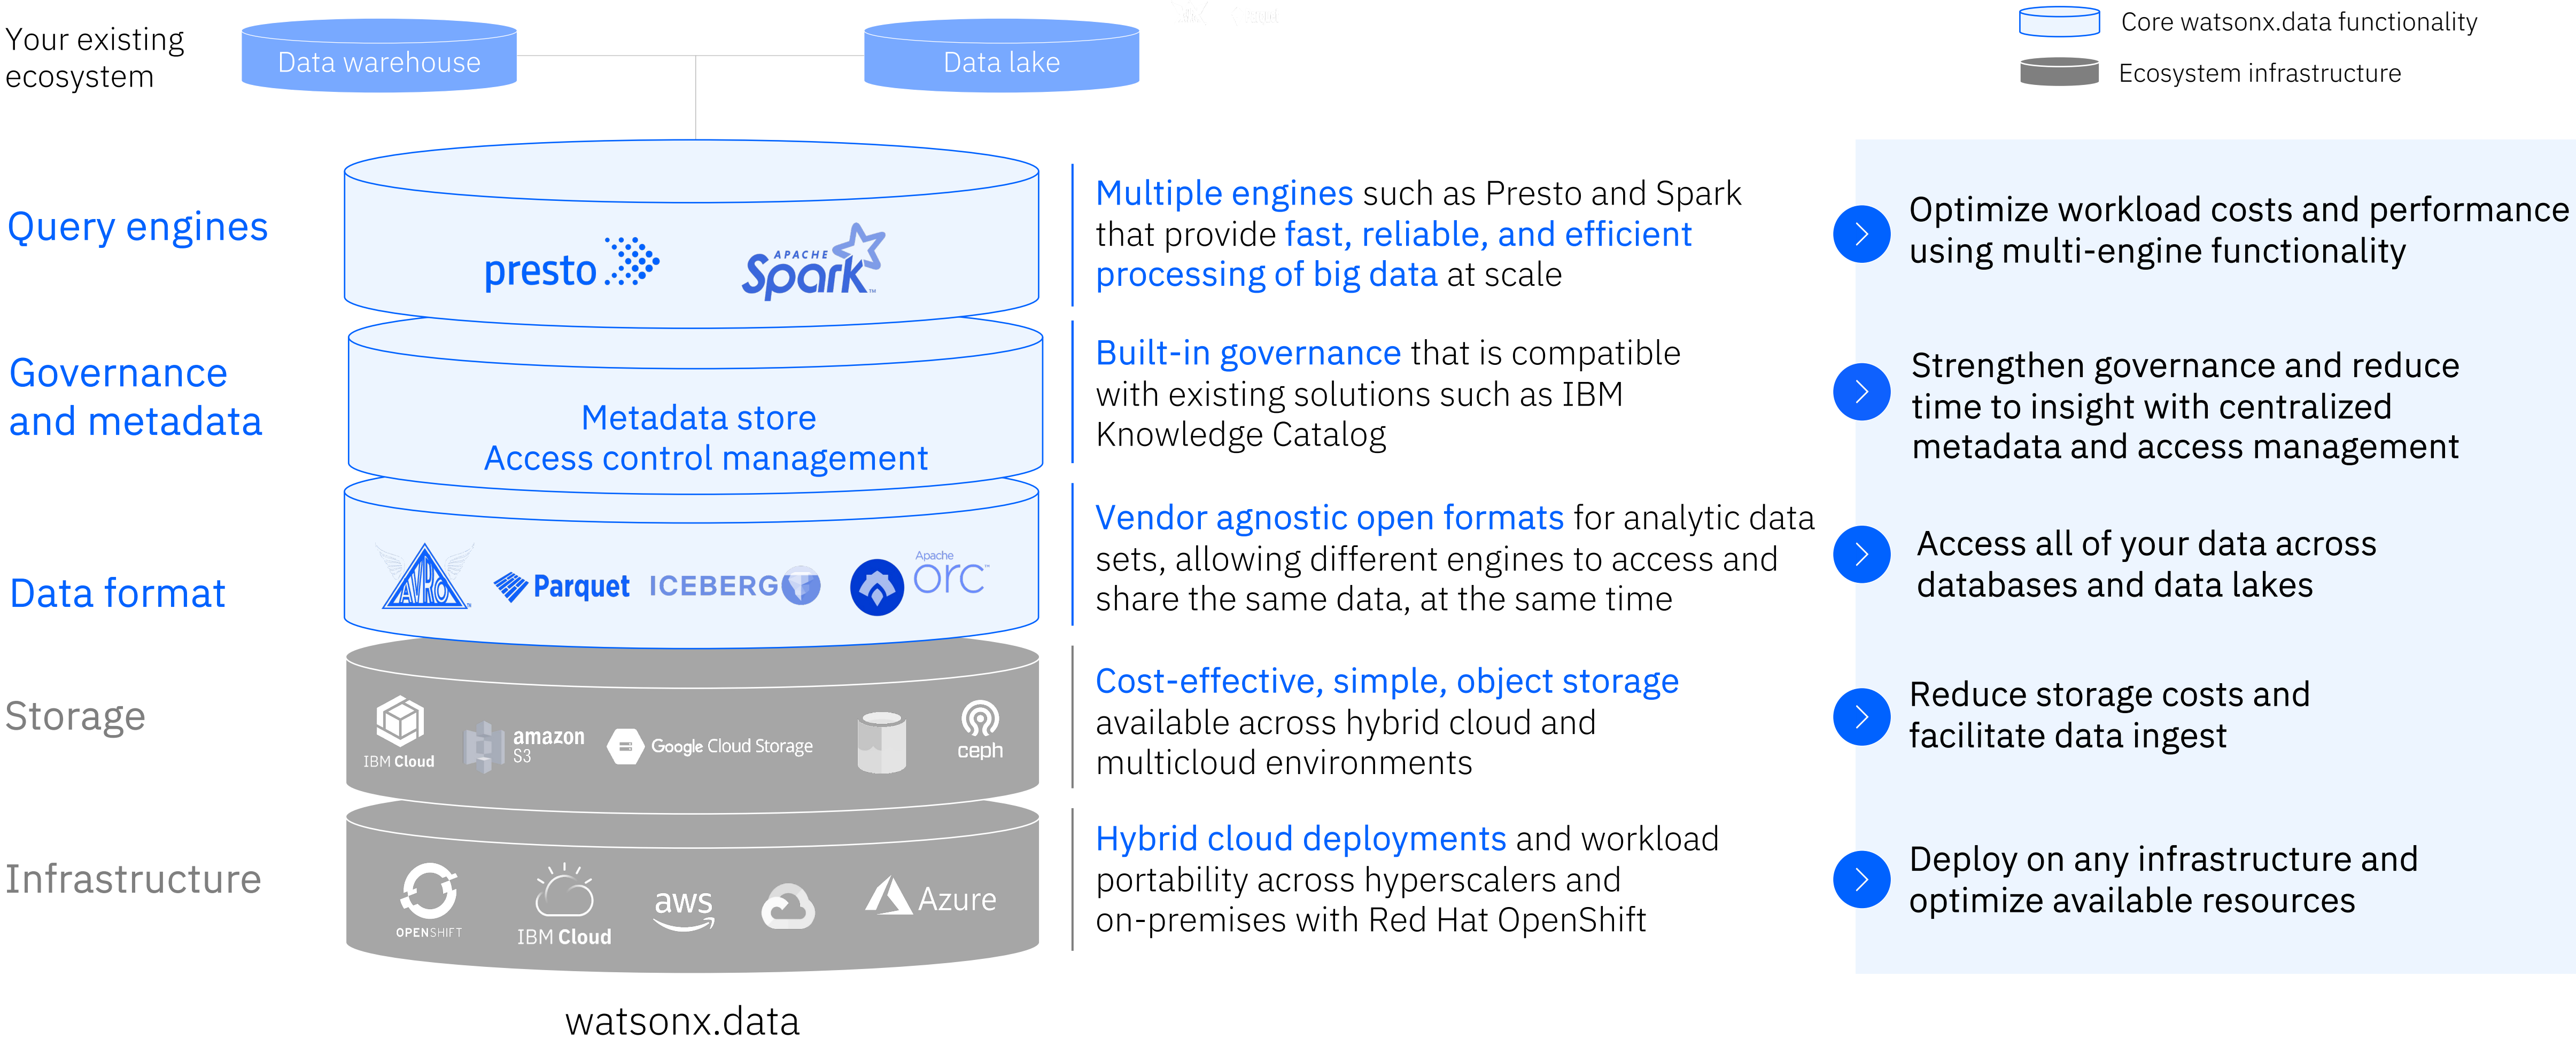 Your existing
ecosystem
Data warehouse
Data lake
Core watsonx.data functionality
Ecosystem infrastructure
Query engines
presto
APACHE
Spark™
Multiple engines such as Presto and Spark
that provide fast, reliable, and efficient
processing of big data at scale
Optimize workload costs and performance
using multi-engine functionality
Governance
and metadata
Metadata store
Access control management
Built-in governance that is compatible
with existing solutions such as IBM
Knowledge Catalog
Strengthen governance and reduce
time to insight with centralized
metadata and access management
Data format
AVRO
Parquet
ICEBERG
Apache
orc™
Vendor agnostic open formats for analytic data
sets, allowing different engines to access and
share the same data, at the same time
Access all of your data across
databases and data lakes
Storage
IBM Cloud
amazon
S3
Google Cloud Storage
ceph
Cost-effective, simple, object storage
available across hybrid cloud and
multicloud environments
Reduce storage costs and
facilitate data ingest
Infrastructure
OPENSHIFT
IBM Cloud
aws
Azure
Hybrid cloud deployments and workload
portability across hyperscalers and
on-premises with Red Hat OpenShift
Deploy on any infrastructure and
optimize available resources
watsonx.data